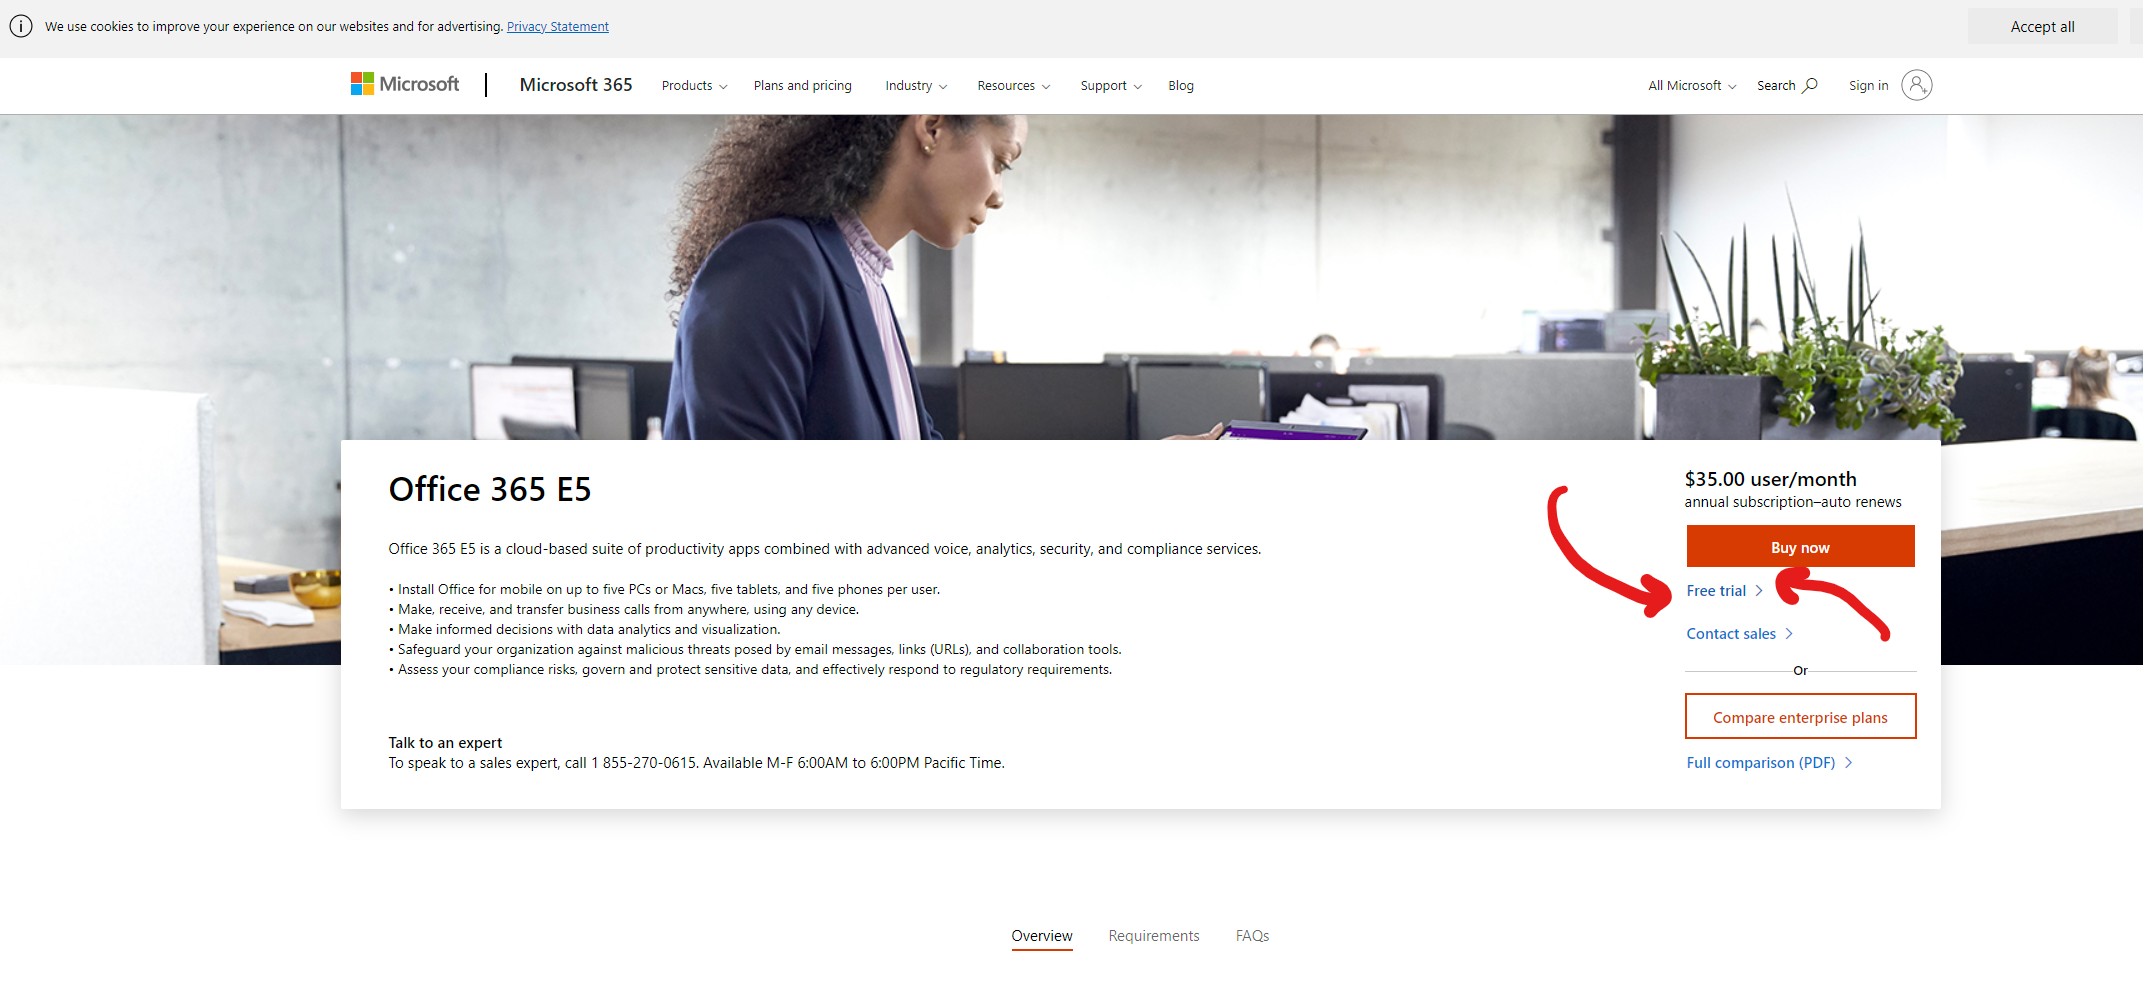 We use cookies to improve your experience on our websites and for advertising. Privacy Statement
Accept all
Microsoft
Microsoft 365
Products
Plans and pricing
Industry
Resources
Support
Blog
All Microsoft
Search
Sign in
Office 365 E5
Office 365 E5 is a cloud-based suite of productivity apps combined with advanced voice, analytics, security, and compliance services.
• Install Office for mobile on up to five PCs or Macs, five tablets, and five phones per user.
• Make, receive, and transfer business calls from anywhere, using any device.
• Make informed decisions with data analytics and visualization.
• Safeguard your organization against malicious threats posed by email messages, links (URLs), and collaboration tools.
• Assess your compliance risks, govern and protect sensitive data, and effectively respond to regulatory requirements.
Talk to an expert
To speak to a sales expert, call 1 855-270-0615. Available M-F 6:00AM to 6:00PM Pacific Time.
$35.00 user/month
annual subscription–auto renews
Buy now
Free trial
Contact sales
Or
Compare enterprise plans
Full comparison (PDF)
Overview
Requirements
FAQs